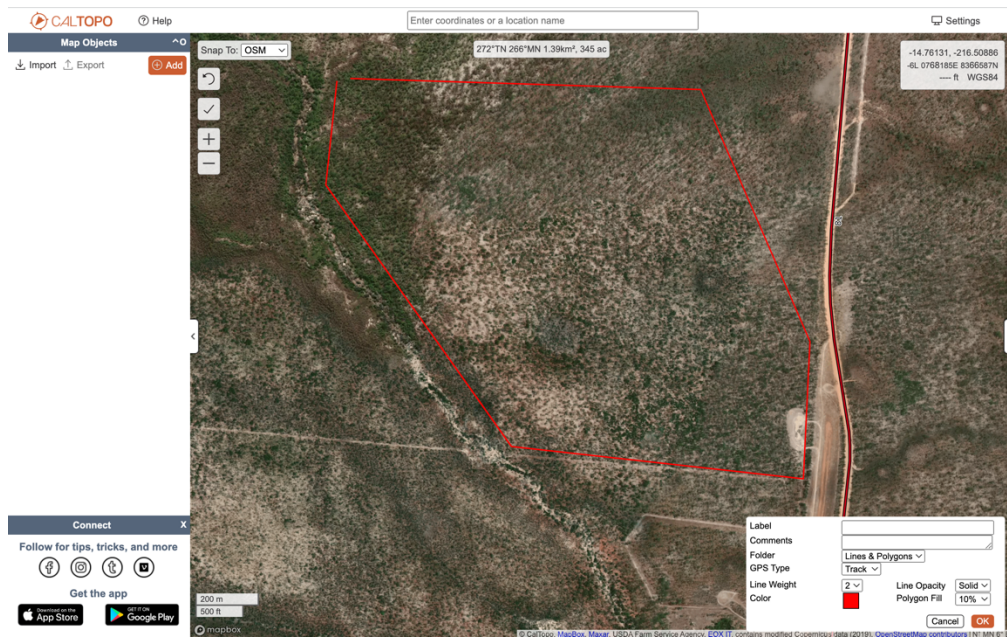 CALTOPO
Help
Enter coordinates or a location name
Settings
Map Objects
^O
Import
Export
Add
Snap To:
OSM
272°TN 266°MN 1.39km², 345 ac
-14.76131, -216.50886
-6L 0768185E 8366587N
---- ft WGS84
Connect
X
Follow for tips, tricks, and more
Get the app
Download on the
App Store
GET IT ON
Google Play
200 m
500 ft
mapbox
Label
Comments
Folder
Lines & Polygons
GPS Type
Track
Line Weight
2
Line Opacity
Solid
Color
Polygon Fill
10%
Cancel
OK
© CalTopo, MapBox, Maxar, USDA Farm Service Agency, EOX IT, contains modified Copernicus data (2019), OpenStreetMap contributors